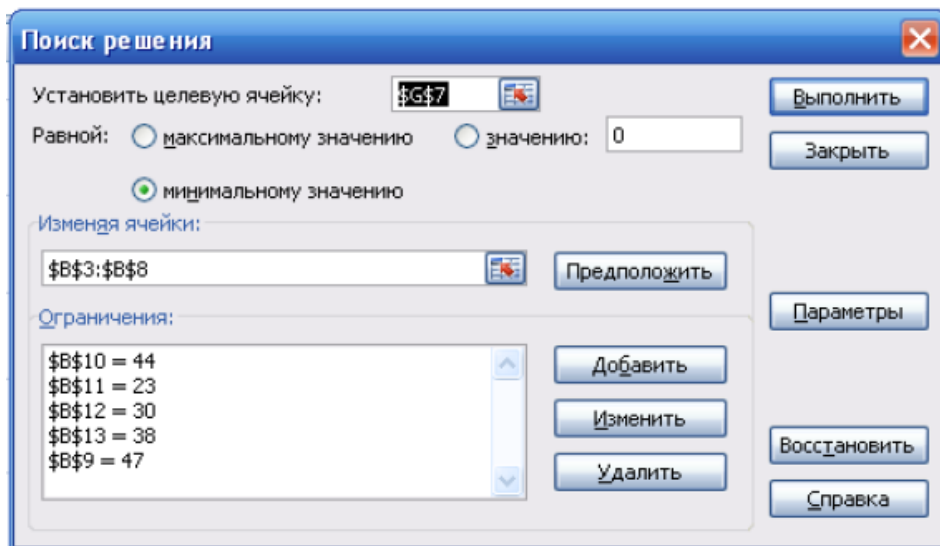 Поиск решения
Установить целевую ячейку: $G$7
Выполнить
Равной: максимальному значению значению: 0
Закрыть
минимальному значению
Изменяя ячейки:
$B$3:$B$8
Предположить
Ограничения:
Параметры
$B$10 = 44
$B$11 = 23
$B$12 = 30
$B$13 = 38
$B$9 = 47
Добавить
Изменить
Удалить
Восстановить
Справка